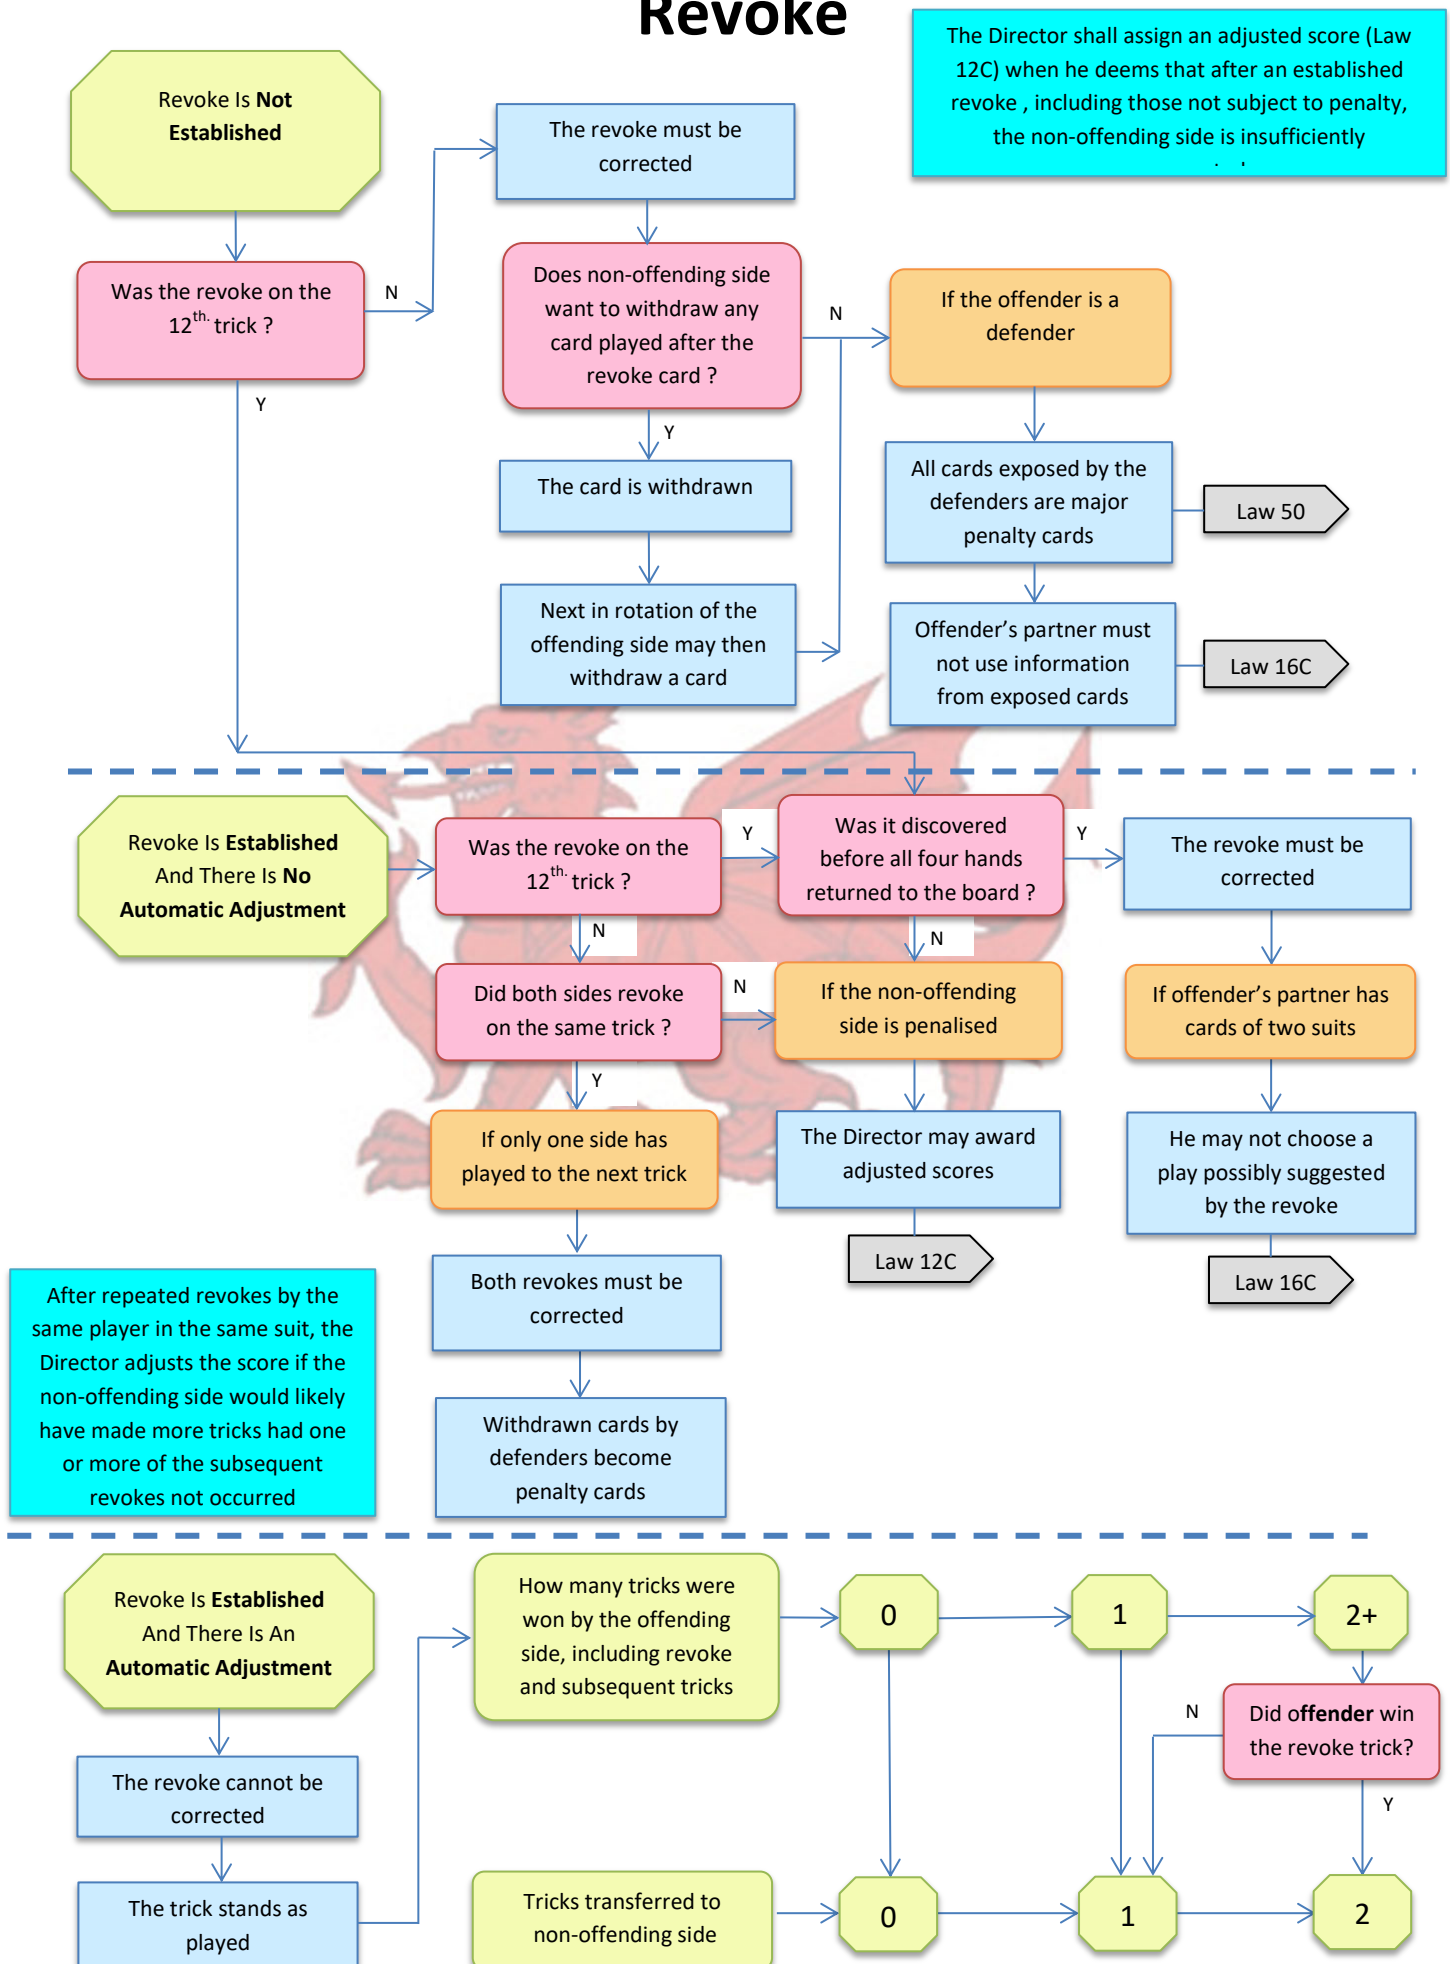 Revoke
The Director shall assign an adjusted score (Law
12C) when he deems that after an established
revoke , including those not subject to penalty,
the non-offending side is insufficiently
Revoke Is Not
Established
The revoke must be
corrected
Was the revoke on the
12th. trick ?
N
Y
Does non-offending side
want to withdraw any
card played after the
revoke card ?
N
Y
If the offender is a
defender
The card is withdrawn
All cards exposed by the
defenders are major
penalty cards
Law 50
Next in rotation of the
offending side may then
withdraw a card
Offender’s partner must
not use information
from exposed cards
Law 16C
Revoke Is Established
And There Is No
Automatic Adjustment
Was the revoke on the
12th. trick ?
Y
N
Was it discovered
before all four hands
returned to the board ?
Y
N
The revoke must be
corrected
Did both sides revoke
on the same trick ?
N
Y
If the non-offending
side is penalised
If offender’s partner has
cards of two suits
If only one side has
played to the next trick
The Director may award
adjusted scores
Law 12C
He may not choose a
play possibly suggested
by the revoke
Law 16C
Both revokes must be
corrected
After repeated revokes by the
same player in the same suit, the
Director adjusts the score if the
non-offending side would likely
have made more tricks had one
or more of the subsequent
revokes not occurred
Withdrawn cards by
defenders become
penalty cards
Revoke Is Established
And There Is An
Automatic Adjustment
How many tricks were
won by the offending
side, including revoke
and subsequent tricks
0
1
2+
Did offender win
the revoke trick?
N
Y
The revoke cannot be
corrected
The trick stands as
played
Tricks transferred to
non-offending side
0
1
2